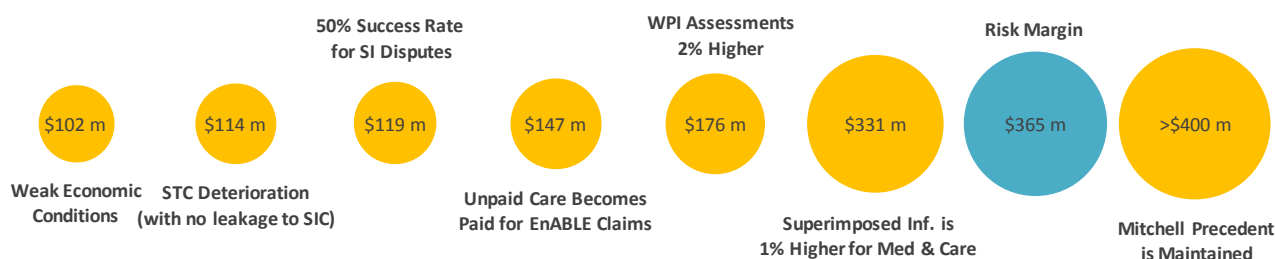 50% Success Rate
for SI Disputes
WPI Assessments
2% Higher
Risk Margin
$102 m
$114 m
$119 m
$147 m
$176 m
$331 m
$365 m
>$400 m
Weak Economic
Conditions
STC Deterioration
(with no leakage to SIC)
Unpaid Care Becomes
Paid for EnABLE Claims
Superimposed Inf. is
1% Higher for Med & Care
Mitchell Precedent
is Maintained